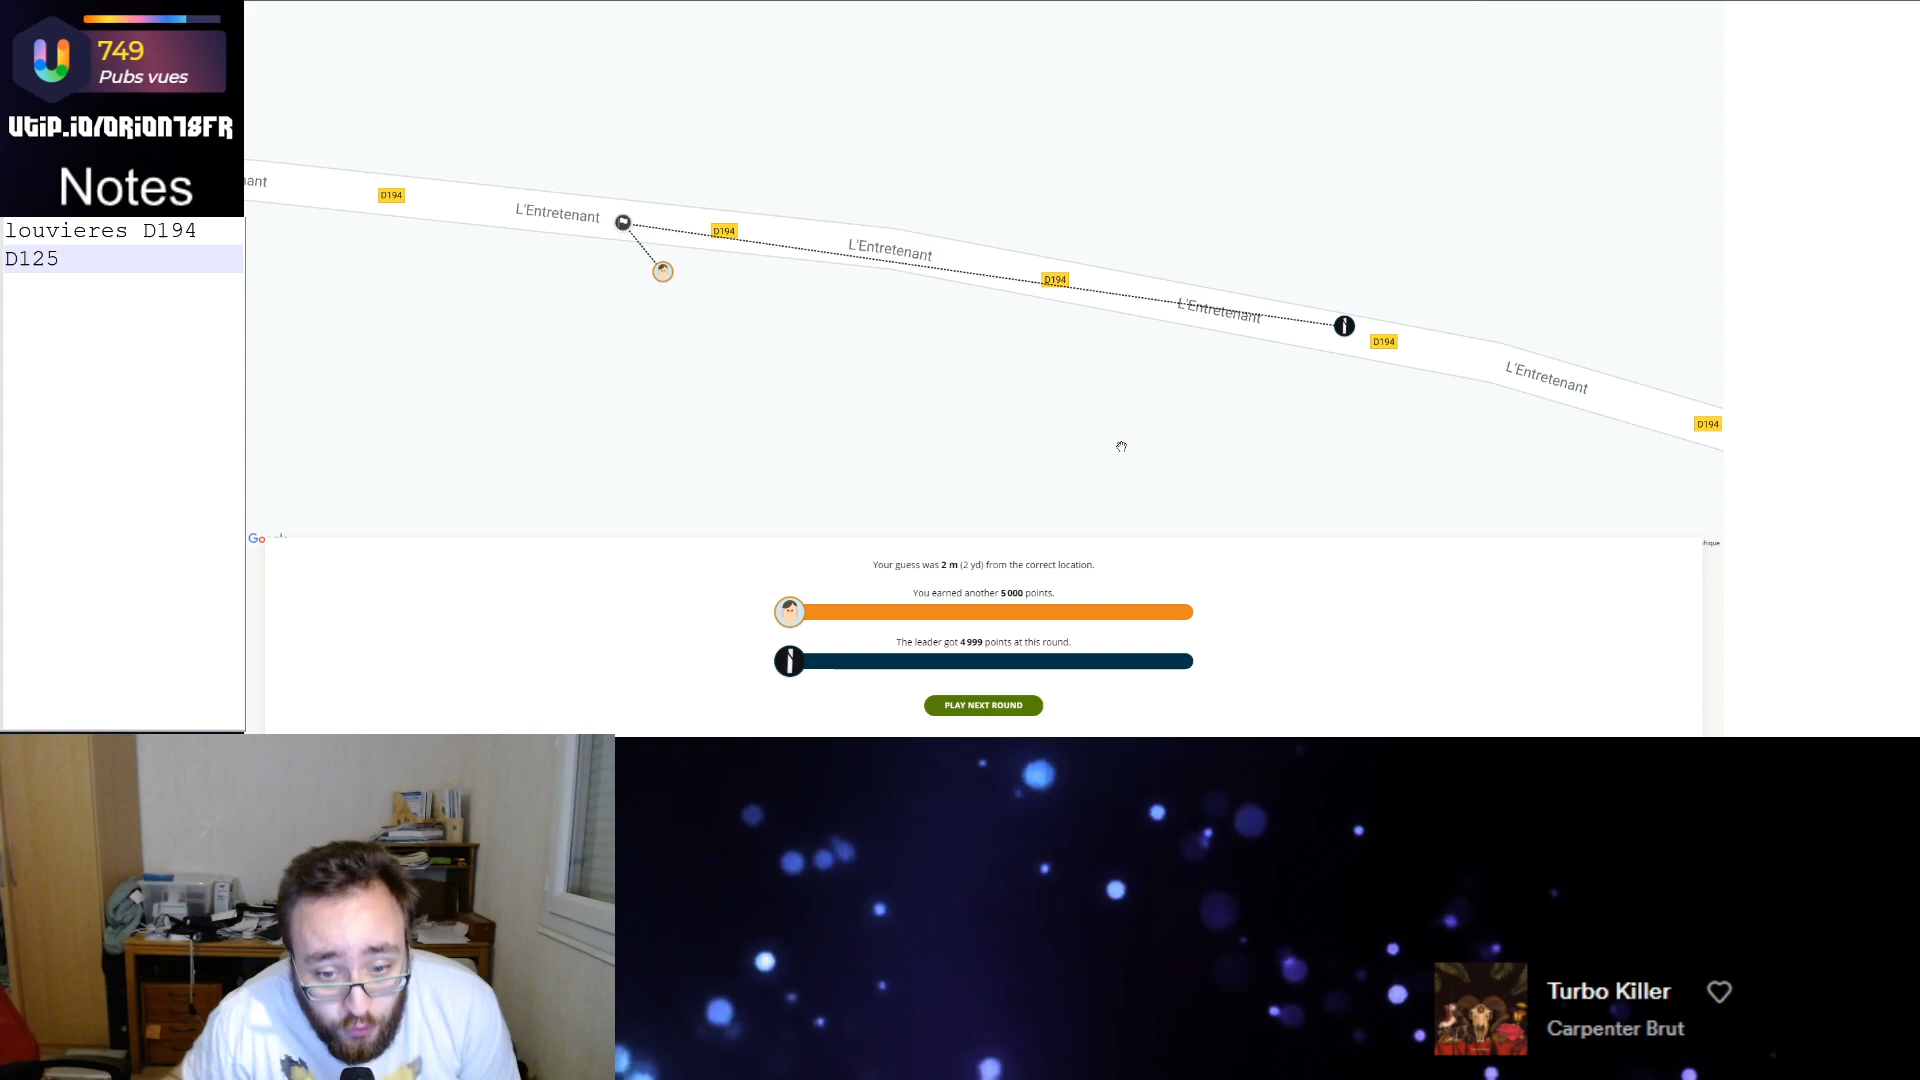 749
Pubs vues
utip.io/ORION78FR
Notes
louvieres D194
D125
nant
D194
L'Entretenant
D194
L'Entretenant
D194
L'Entretenant
D194
L'Entretenant
D194
Your guess was 2 m (2 yd) from the correct location.
You earned another 5 000 points.
The leader got 4 999 points at this round.
PLAY NEXT ROUND
Turbo Killer
Carpenter Brut